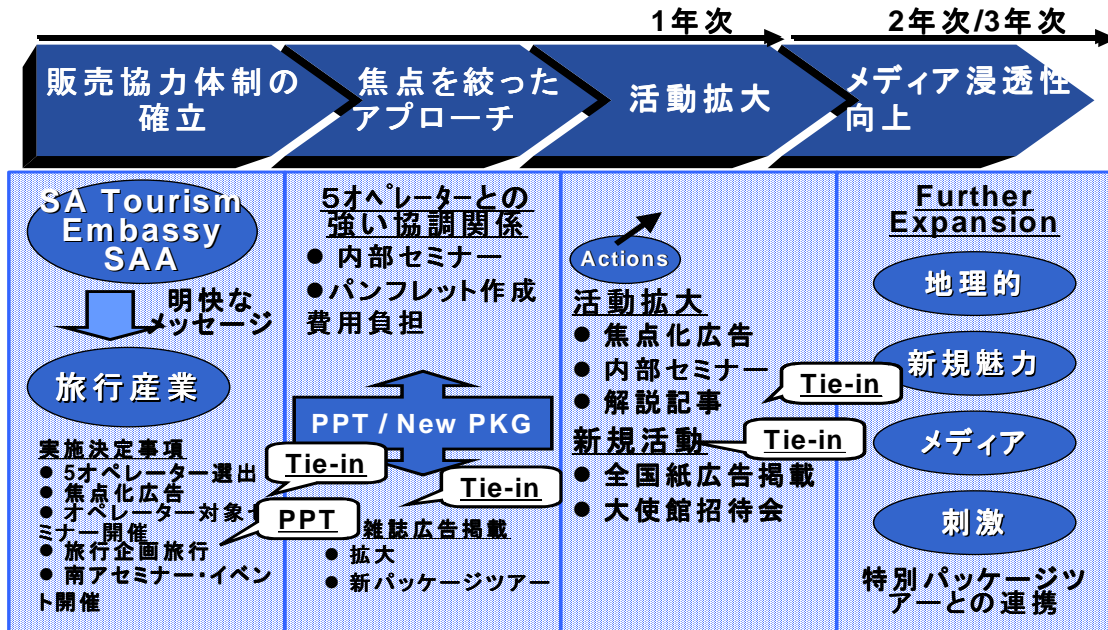 1年次
2年次/3年次
販売協力体制の
確立
焦点を絞った
アプローチ
活動拡大
メディア浸透性
向上
SA Tourism
Embassy
SAA
明快な
メッセージ
旅行産業
実施決定事項
● 5オペレーター選出
● 焦点化広告
● オペレーター対象セ
ミナー開催
● 旅行企画旅行
● 南アセミナー・イベン
ト開催
Tie-in
PPT
5オペレーターとの
強い協調関係
● 内部セミナー
● パンフレット作成
費用負担
PPT / New PKG
Tie-in
雑誌広告掲載
● 拡大
● 新パッケージツアー
Actions
活動拡大
● 焦点化広告
● 内部セミナー
● 解説記事
Tie-in
新規活動
Tie-in
● 全国紙広告掲載
● 大使館招待会
Further
Expansion
地理的
新規魅力
メディア
刺激
特別パッケージツ
アーとの連携